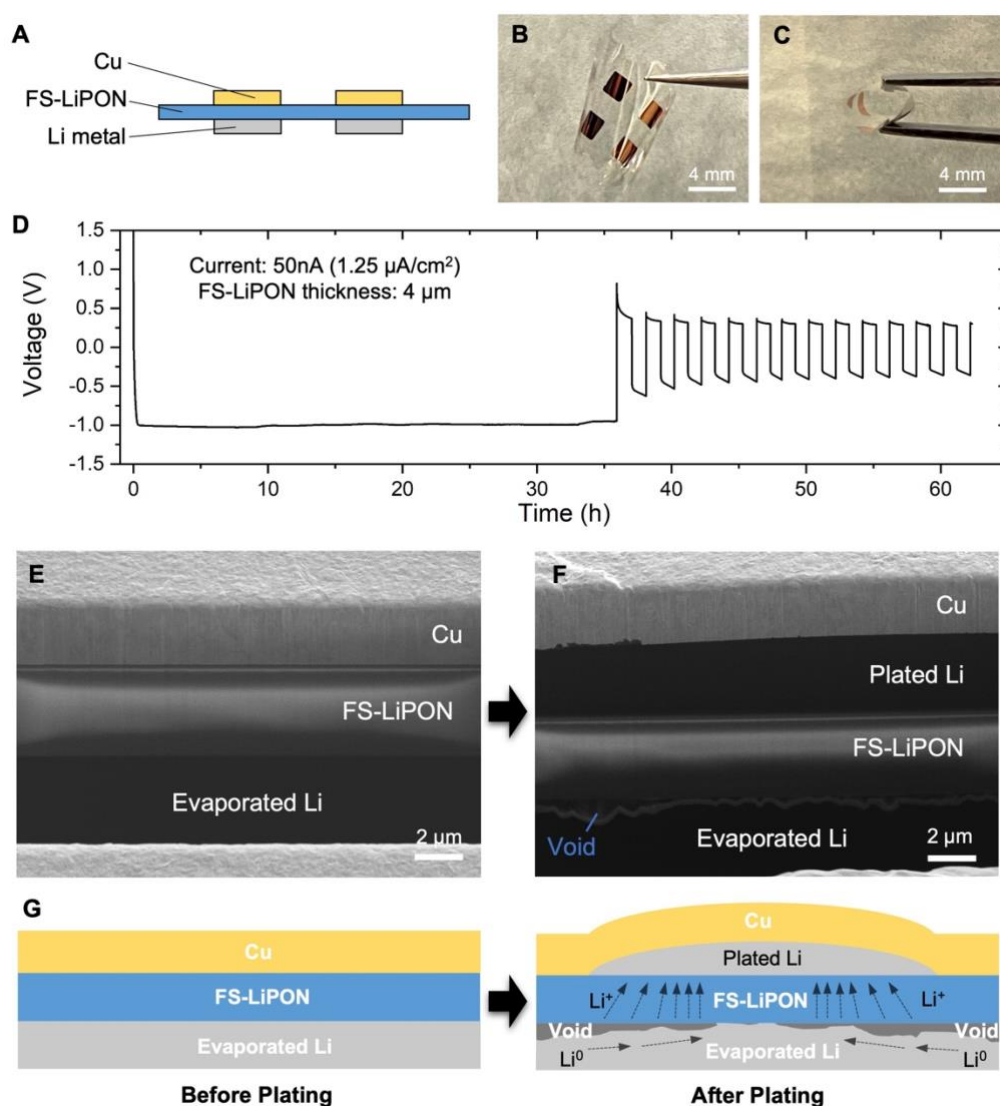 A
Cu
FS-LiPON
Li metal
B
4 mm
C
4 mm
D
Current: 50nA (1.25 µA/cm²)
FS-LiPON thickness: 4 µm
Voltage (V)
1.5
1.0
0.5
0.0
-0.5
-1.0
-1.5
0
10
20
30
40
50
60
Time (h)
E
Cu
FS-LiPON
Evaporated Li
2 µm
F
Cu
Plated Li
FS-LiPON
Void
Evaporated Li
2 µm
G
Cu
FS-LiPON
Evaporated Li
Before Plating
Cu
Plated Li
Li⁺
FS-LiPON
Li⁺
Void
Void
Li⁰
Evaporated Li
Li⁰
After Plating